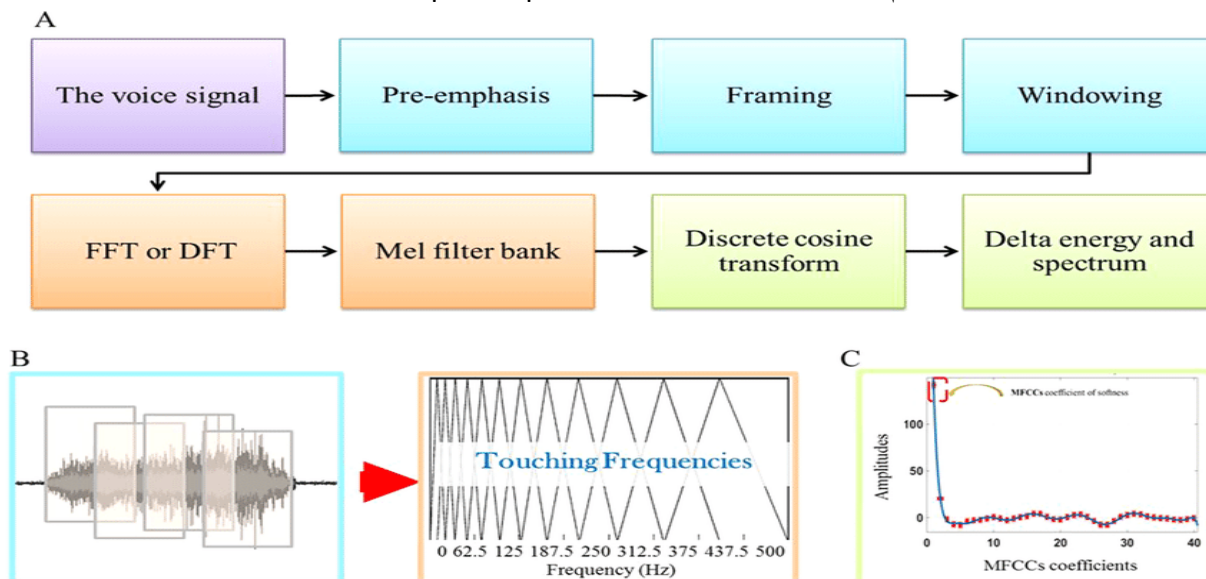 A
The voice signal
Pre-emphasis
Framing
Windowing
FFT or DFT
Mel filter bank
Discrete cosine
transform
Delta energy and
spectrum
B
Touching Frequencies
0 62.5 125 187.5 250 312.5 375 437.5 500
Frequency (Hz)
C
MFCCs coefficient of softness
Amplitudes
100
50
0
0 10 20 30 40
MFCCs coefficients